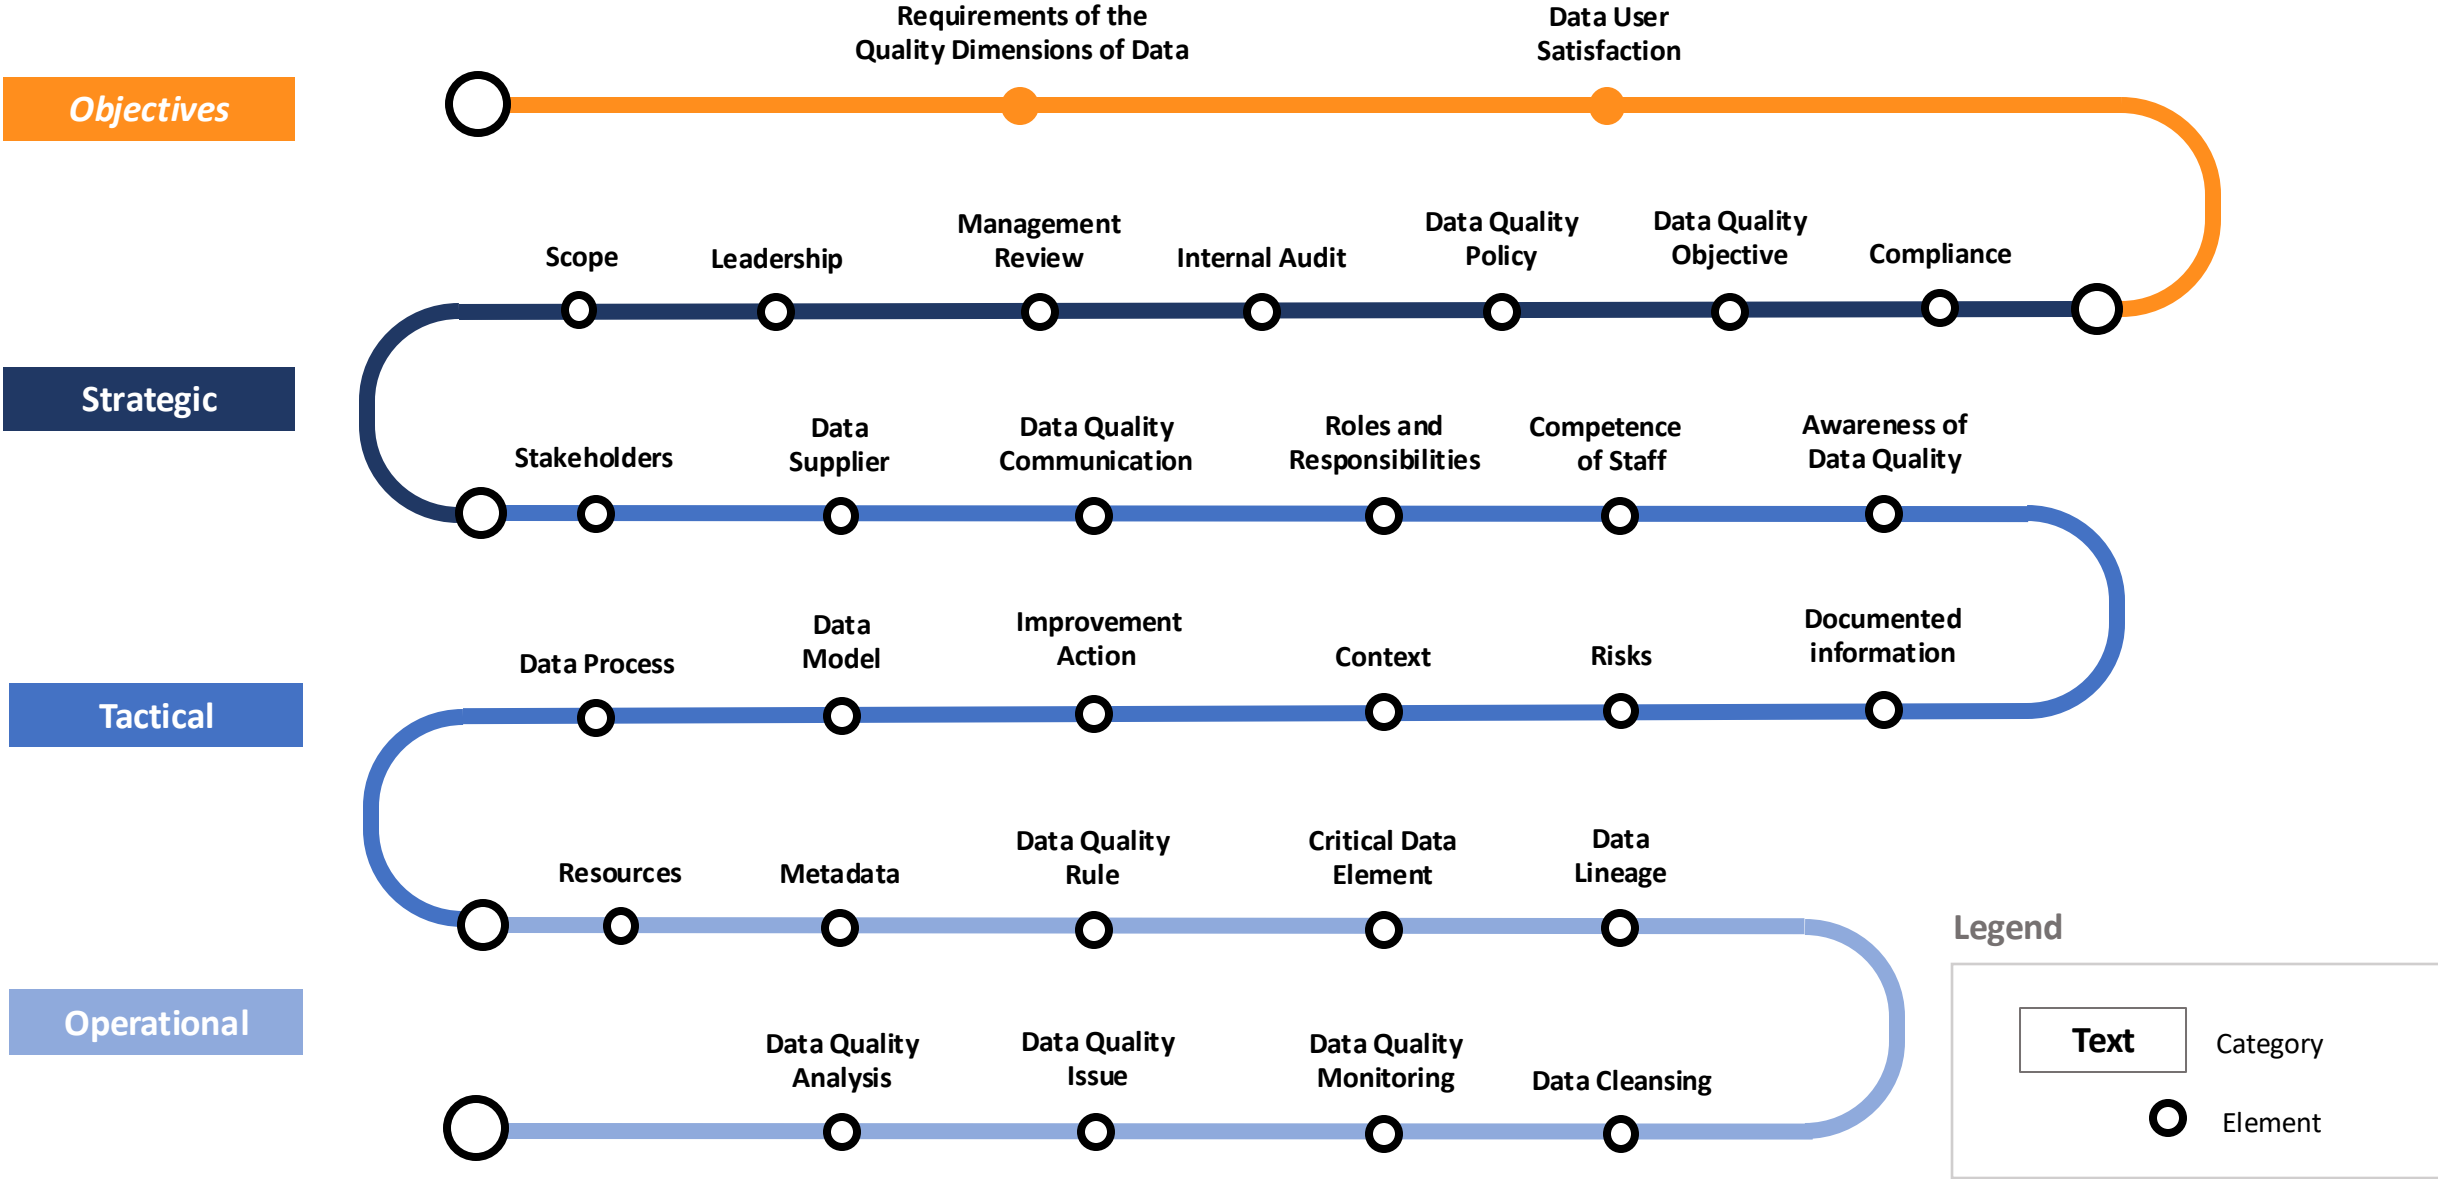 Requirements of the
Quality Dimensions of Data
Data User
Satisfaction
Objectives
Scope
Leadership
Management
Review
Internal Audit
Data Quality
Policy
Data Quality
Objective
Compliance
Strategic
Stakeholders
Data
Supplier
Data Quality
Communication
Roles and
Responsibilities
Competence
of Staff
Awareness of
Data Quality
Data Process
Data
Model
Improvement
Action
Context
Risks
Documented
information
Tactical
Resources
Metadata
Data Quality
Rule
Critical Data
Element
Data
Lineage
Operational
Data Quality
Analysis
Data Quality
Issue
Data Quality
Monitoring
Data Cleansing
Legend
Text
Category
Element